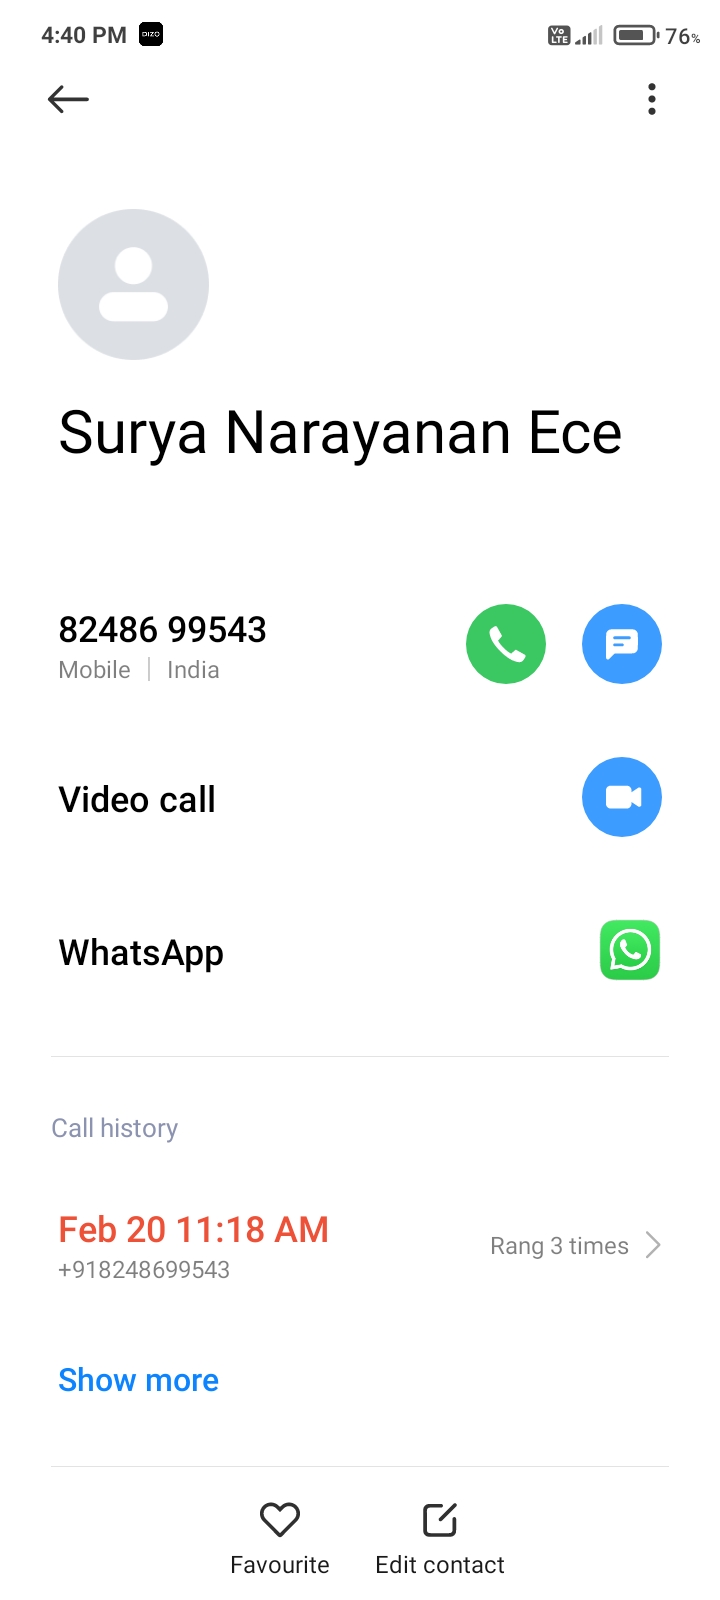 4:40 PM DIZO Vo LTE 76%
Surya Narayanan Ece
82486 99543
Mobile | India
Video call
WhatsApp
Call history
Feb 20 11:18 AM
Rang 3 times
+918248699543
Show more
Favourite Edit contact